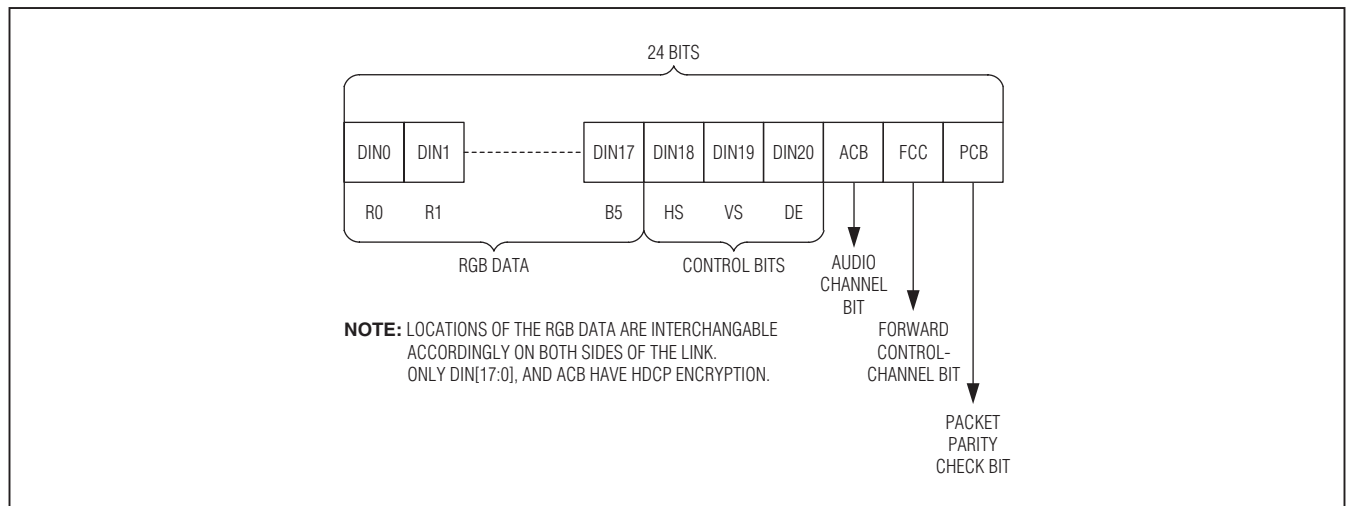 24 BITS
DIN0 DIN1 DIN17 DIN18 DIN19 DIN20 ACB FCC PCB
R0 R1 B5 HS VS DE
RGB DATA
CONTROL BITS
AUDIO
CHANNEL
BIT
FORWARD
CONTROL-
CHANNEL BIT
PACKET
PARITY
CHECK BIT
NOTE: LOCATIONS OF THE RGB DATA ARE INTERCHANGABLE
ACCORDINGLY ON BOTH SIDES OF THE LINK.
ONLY DIN[17:0], AND ACB HAVE HDCP ENCRYPTION.